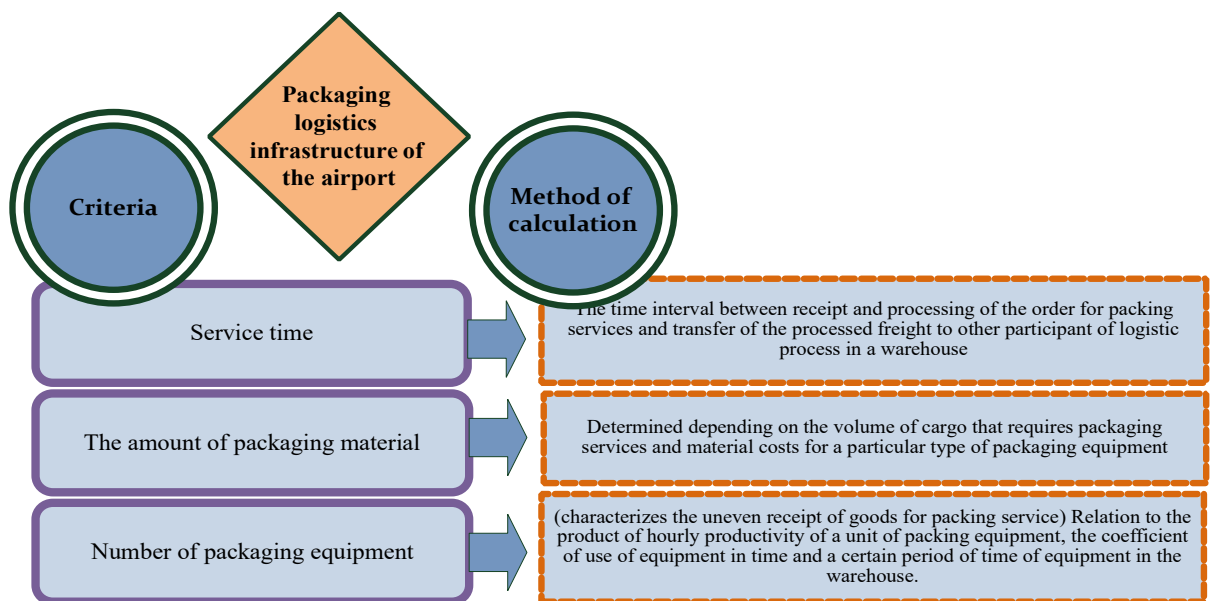 Packaging
logistics
infrastructure of
the airport
Criteria
Method of
calculation
Service time
The time interval between receipt and processing of the order for packing
services and transfer of the processed freight to other participant of logistic
process in a warehouse
The amount of packaging material
Determined depending on the volume of cargo that requires packaging
services and material costs for a particular type of packaging equipment
Number of packaging equipment
(characterizes the uneven receipt of goods for packing service) Relation to the
product of hourly productivity of a unit of packing equipment, the coefficient
of use of equipment in time and a certain period of time of equipment in the
warehouse.